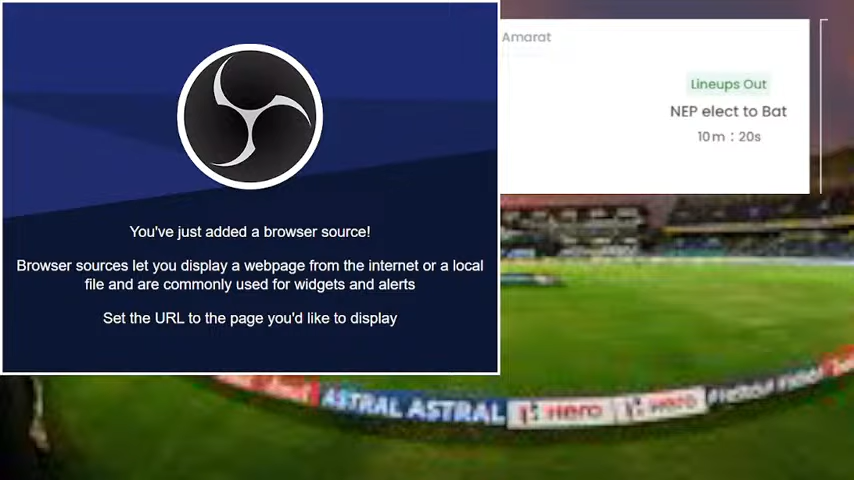 Amarat
Lineups Out
NEP elect to Bat
10m : 20s
You've just added a browser source!
Browser sources let you display a webpage from the internet or a local
file and are commonly used for widgets and alerts
Set the URL to the page you'd like to display
ASTRAL ASTRAL Hero Hero